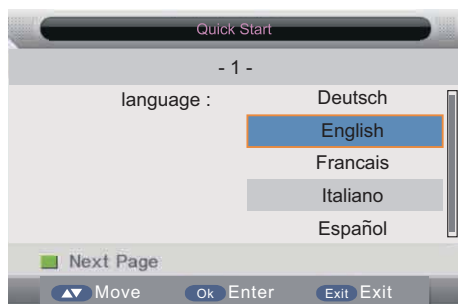 Quick Start
- 1 -
language : Deutsch
English
Francais
Italiano
Español
Next Page
▲▼ Move Ok Enter Exit Exit